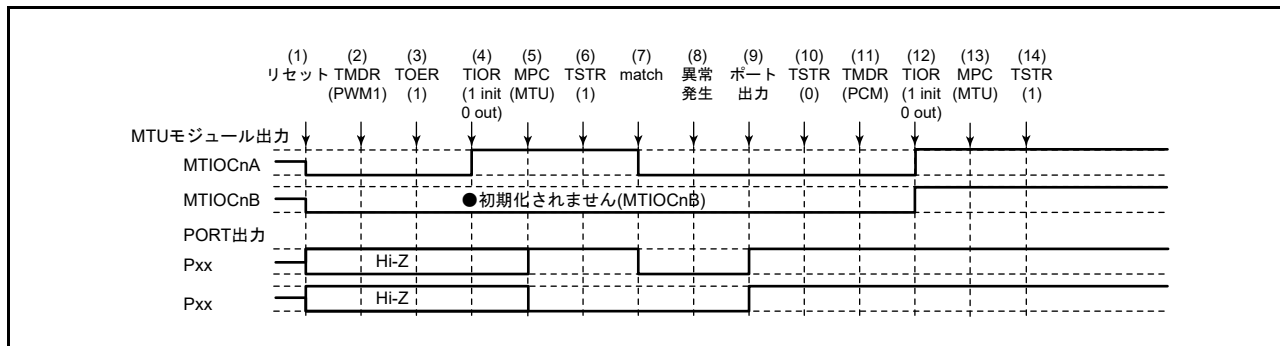 (1) (2) (3) (4) (5) (6) (7) (8) (9) (10) (11) (12) (13) (14)
リセット TMDR TOER TIOR MPC TSTR match 異常 ポート TSTR TMDR TIOR MPC TSTR
(PWM1) (1) (1 init (MTU) (1) 発生 出力 (0) (PCM) (1 init (MTU) (1)
0 out) 0 out)
MTUモジュール出力
MTIOCnA
MTIOCnB ●初期化されません(MTIOCnB)
PORT出力
Pxx Hi-Z
Pxx Hi-Z